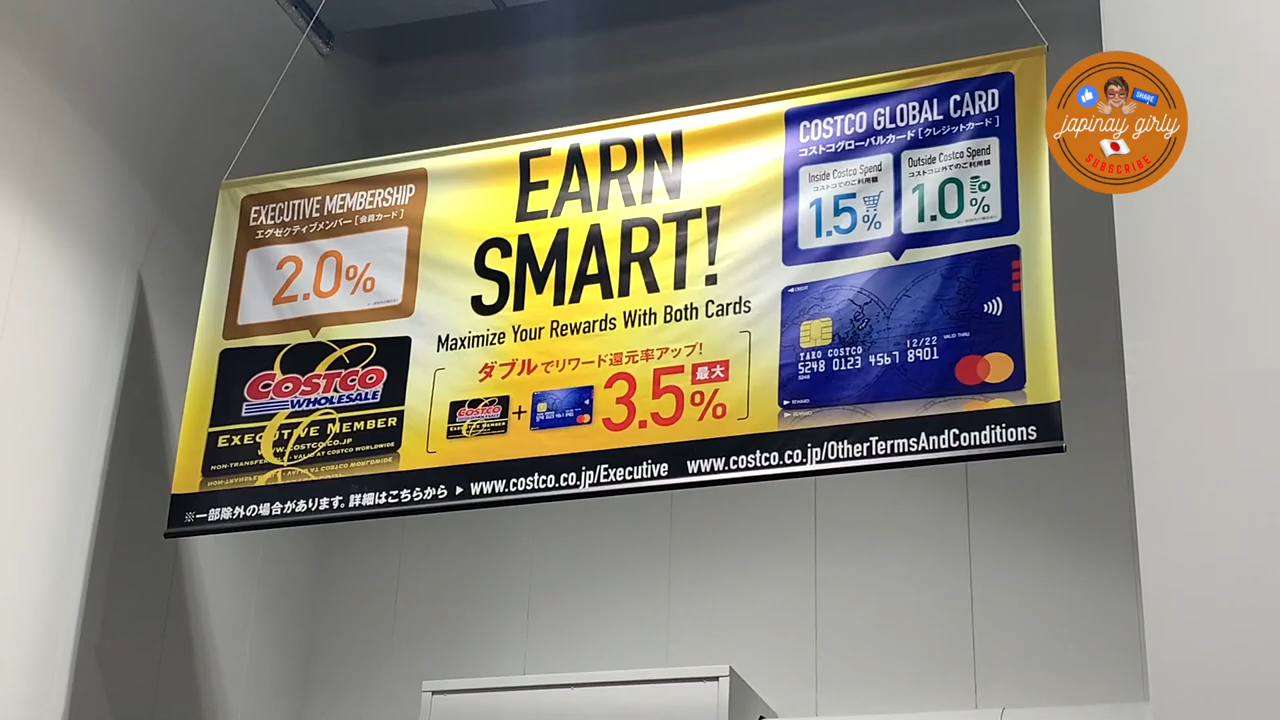 EXECUTIVE MEMBERSHIP
エグゼクティブメンバー [会員カード]
2.0%
COSTCO
WHOLESALE
EXECUTIVE MEMBER
WWW.COSTCO.CO.JP
EARN
SMART!
Maximize Your Rewards With Both Cards
ダブルでリワード還元率アップ!
COSTCO
WHOLESALE
EXECUTIVE MEMBER
+
3.5%
最大
COSTCO GLOBAL CARD
コストコグローバルカード [クレジットカード]
Inside Costco Spend
コストコでのご利用額
1.5%
Outside Costco Spend
コストコ以外でのご利用額
1.0%
CREDIT
VALID THRU
12/22
TARO COSTCO
5248 0123 4567 8901
5248
REWARD
※一部除外の場合があります。詳細はこちらから ▶ www.costco.co.jp/Executive www.costco.co.jp/OtherTermsAndConditions
SHARE
japinay girly
SUBSCRIBE